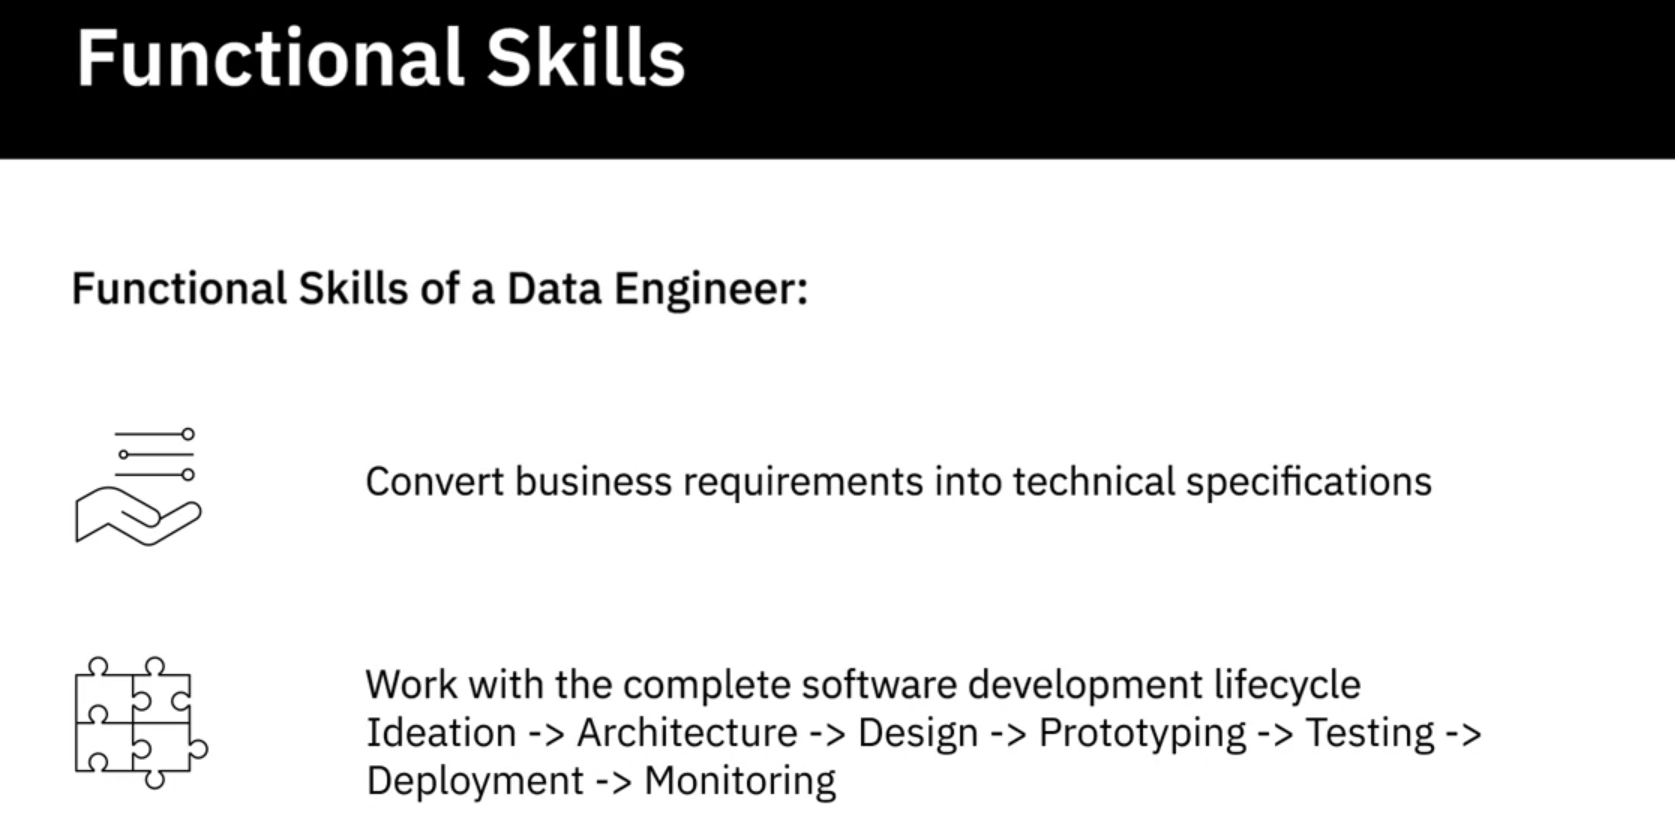 Functional Skills
Functional Skills of a Data Engineer:
Convert business requirements into technical specifications
Work with the complete software development lifecycle
Ideation -> Architecture -> Design -> Prototyping -> Testing ->
Deployment -> Monitoring